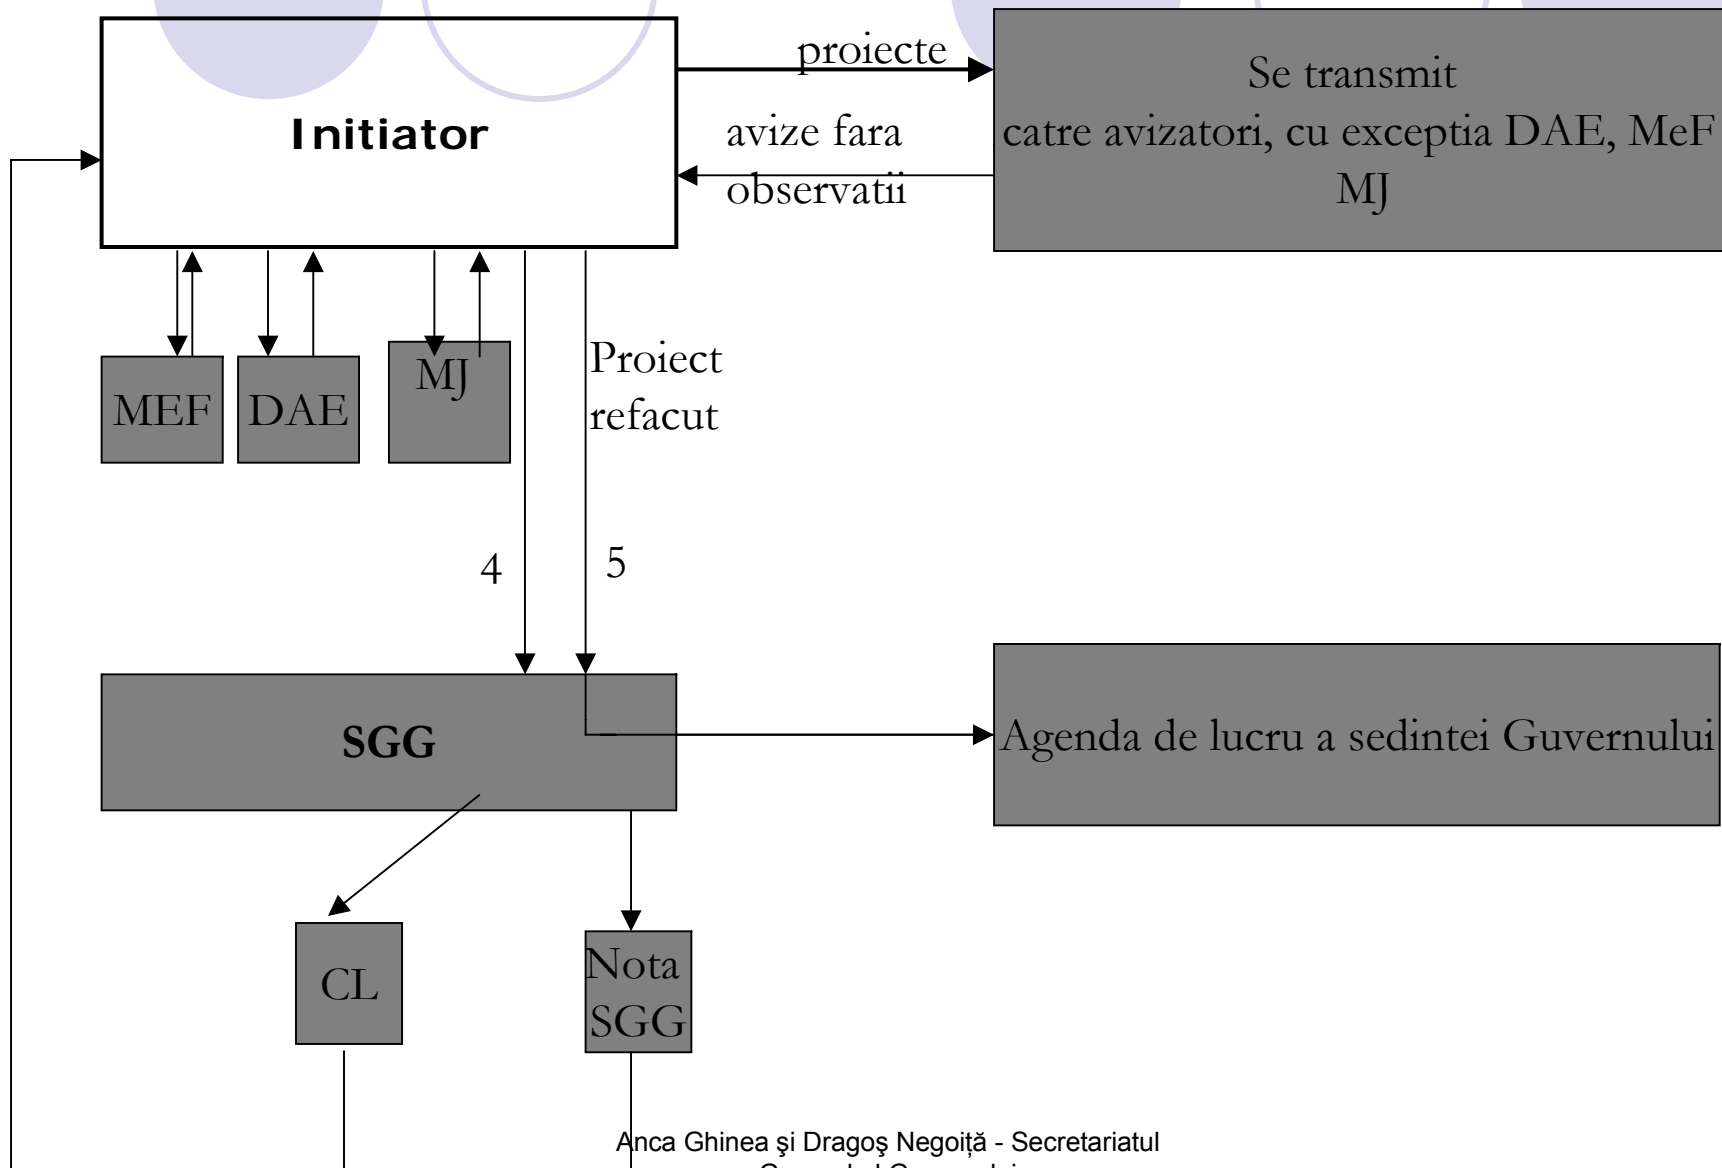 proiecte
Se transmit
catre avizatori, cu exceptia DAE, MeF
MJ
Initiator
avize fara
observatii
MEF
DAE
MJ
Proiect
refacut
4
5
SGG
Agenda de lucru a sedintei Guvernului
CL
Nota
SGG
Anca Ghinea şi Dragoş Negoiţă - Secretariatul